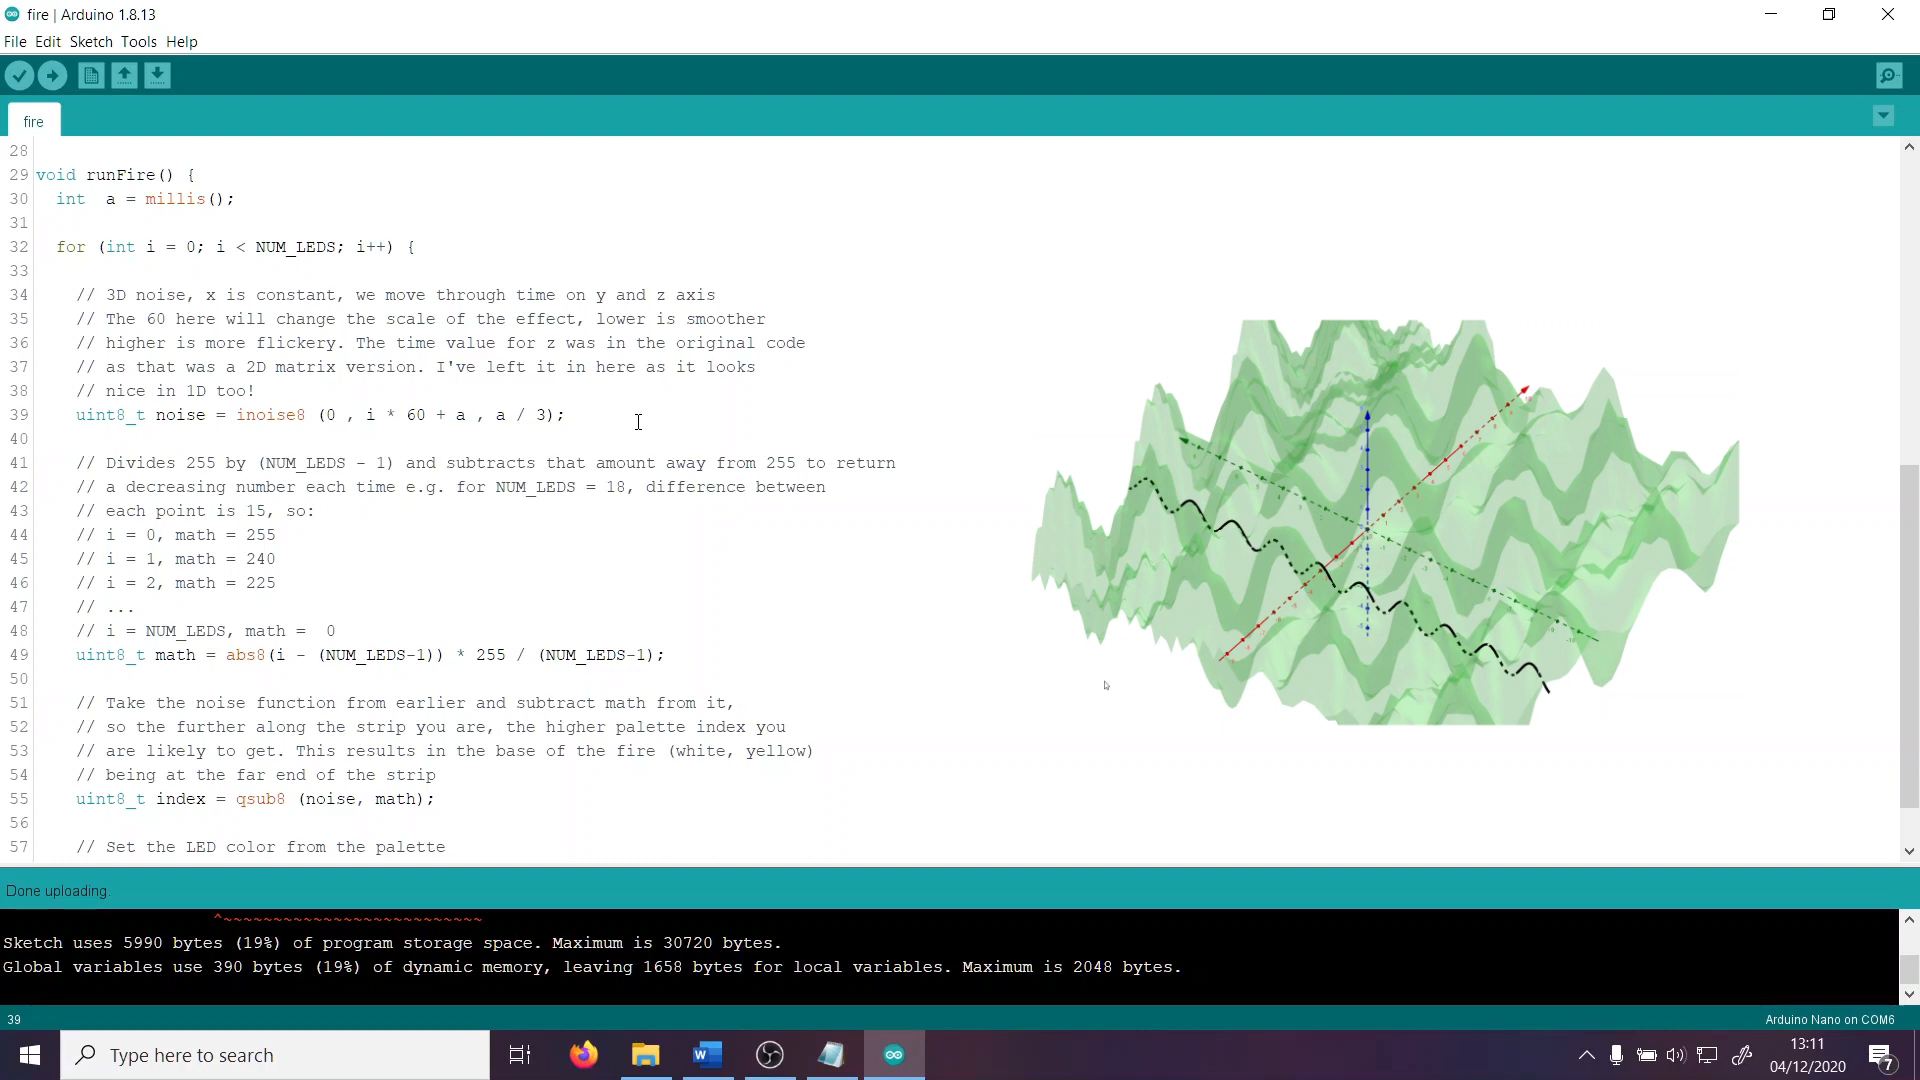 fire | Arduino 1.8.13
File Edit Sketch Tools Help
fire
28
29 void runFire() {
30   int  a = millis();
31
32   for (int i = 0; i < NUM_LEDS; i++) {
33
34     // 3D noise, x is constant, we move through time on y and z axis
35     // The 60 here will change the scale of the effect, lower is smoother
36     // higher is more flickery. The time value for z was in the original code
37     // as that was a 2D matrix version. I've left it in here as it looks
38     // nice in 1D too!
39     uint8_t noise = inoise8 (0 , i * 60 + a , a / 3);
40
41     // Divides 255 by (NUM_LEDS - 1) and subtracts that amount away from 255 to return
42     // a decreasing number each time e.g. for NUM_LEDS = 18, difference between
43     // each point is 15, so:
44     // i = 0, math = 255
45     // i = 1, math = 240
46     // i = 2, math = 225
47     // ...
48     // i = NUM_LEDS, math =  0
49     uint8_t math = abs8(i - (NUM_LEDS-1)) * 255 / (NUM_LEDS-1);
50
51     // Take the noise function from earlier and subtract math from it,
52     // so the further along the strip you are, the higher palette index you
53     // are likely to get. This results in the base of the fire (white, yellow)
54     // being at the far end of the strip
55     uint8_t index = qsub8 (noise, math);
56
57     // Set the LED color from the palette
Done uploading.
^~~~~~~~~~~~~~~~~~~~~~~~~~~
Sketch uses 5990 bytes (19%) of program storage space. Maximum is 30720 bytes.
Global variables use 390 bytes (19%) of dynamic memory, leaving 1658 bytes for local variables. Maximum is 2048 bytes.
39
Arduino Nano on COM6
Type here to search
13:11
04/12/2020
7